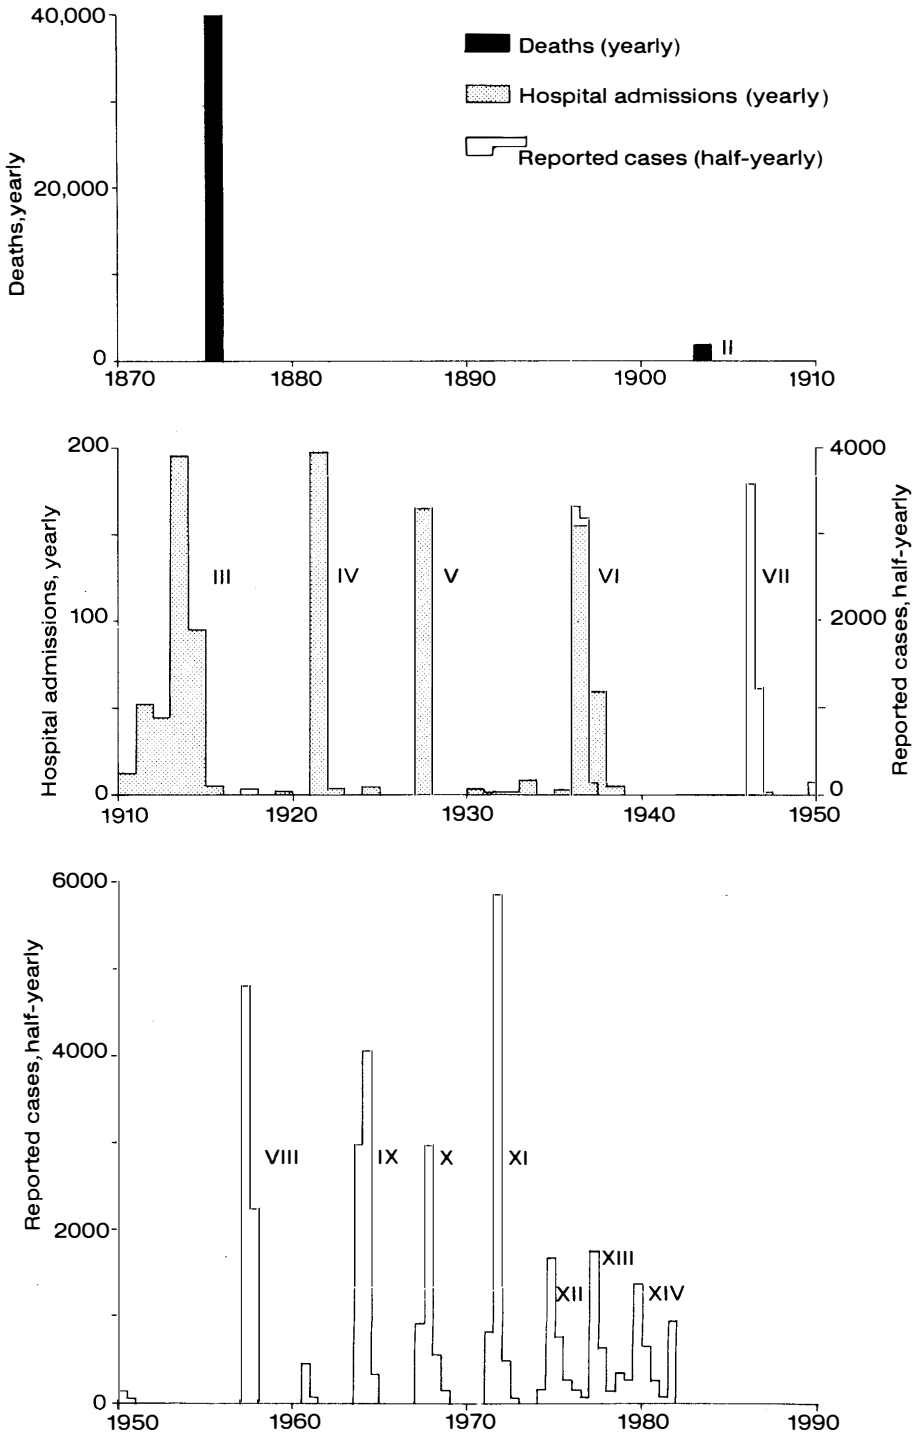 40,000
20,000
0
Deaths,yearly
Deaths (yearly)
Hospital admissions (yearly)
Reported cases (half-yearly)
II
1870 1880 1890 1900 1910
200
100
0
Hospital admissions, yearly
III IV V VI VII
4000
2000
0
Reported cases, half-yearly
1910 1920 1930 1940 1950
6000
4000
2000
0
Reported cases, half-yearly
VIII IX X XI
XII XIII XIV
1950 1960 1970 1980 1990